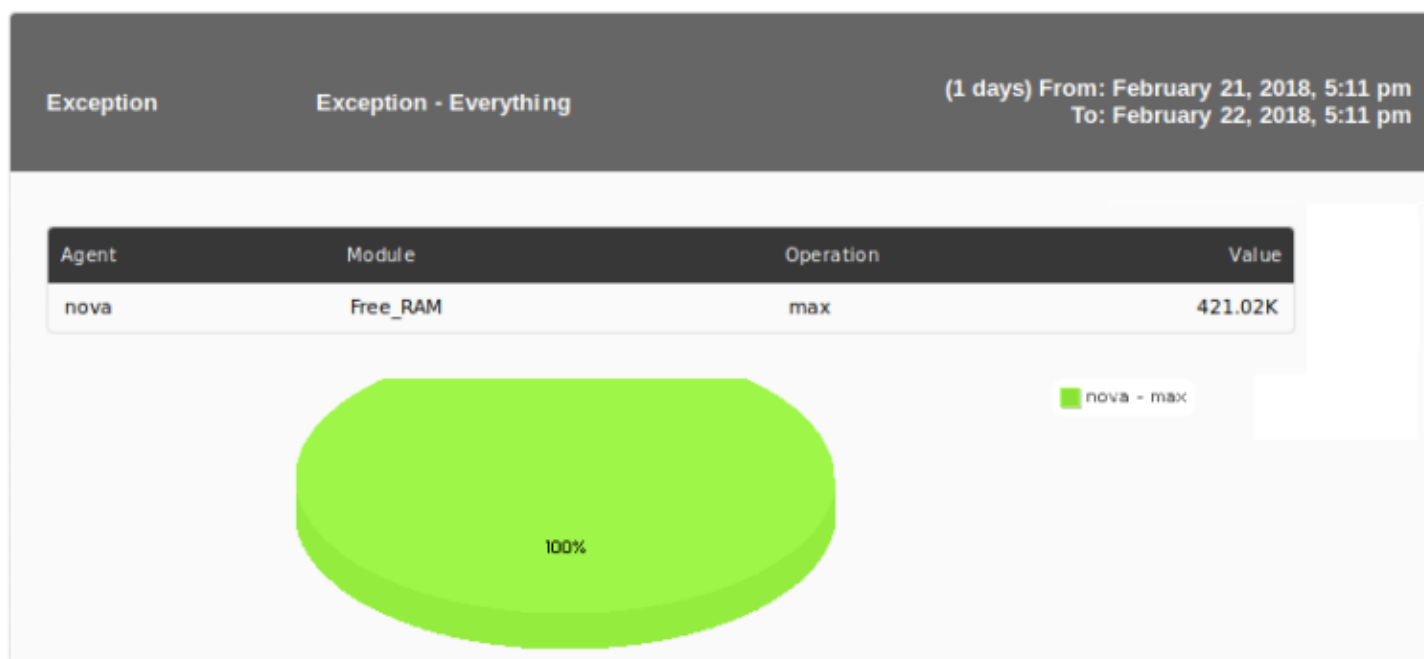 Exception Exception - Everything (1 days) From: February 21, 2018, 5:11 pm
To: February 22, 2018, 5:11 pm
Agent Module Operation Value
nova Free_RAM max 421.02K
nova - max
100%